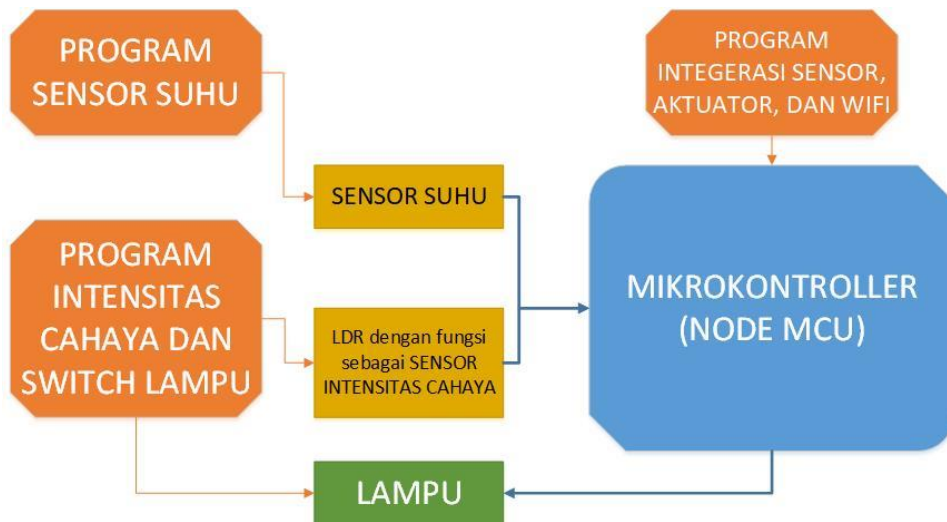 PROGRAM
SENSOR SUHU
PROGRAM
INTEGERASI SENSOR,
AKTUATOR, DAN WIFI
SENSOR SUHU
PROGRAM
INTENSITAS
CAHAYA DAN
SWITCH LAMPU
LDR dengan fungsi
sebagai SENSOR
INTENSITAS CAHAYA
MIKROKONTROLLER
(NODE MCU)
LAMPU